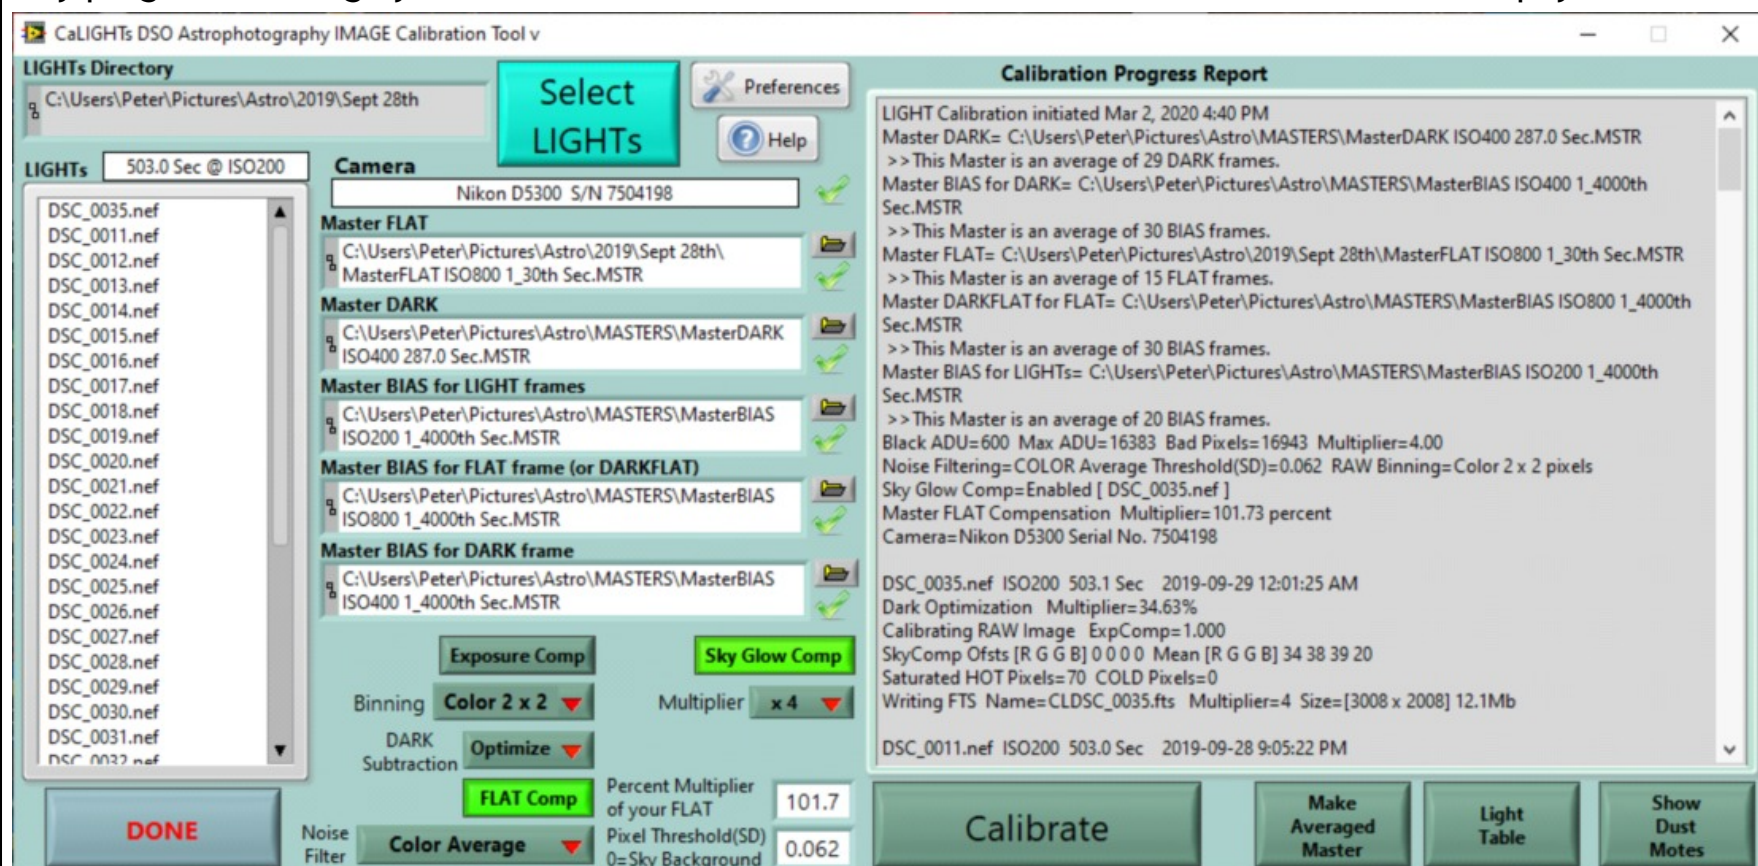 CaLIGHTs DSO Astrophotography IMAGE Calibration Tool v
LIGHTs Directory
C:\Users\Peter\Pictures\Astro\2019\Sept 28th
Select
LIGHTs
Preferences
Help
LIGHTs
503.0 Sec @ ISO200
DSC_0035.nef
DSC_0011.nef
DSC_0012.nef
DSC_0013.nef
DSC_0014.nef
DSC_0015.nef
DSC_0016.nef
DSC_0017.nef
DSC_0018.nef
DSC_0019.nef
DSC_0020.nef
DSC_0021.nef
DSC_0022.nef
DSC_0023.nef
DSC_0024.nef
DSC_0025.nef
DSC_0026.nef
DSC_0027.nef
DSC_0028.nef
DSC_0029.nef
DSC_0030.nef
DSC_0031.nef
DSC_0032.nef
DONE
Camera
Nikon D5300 S/N 7504198
Master FLAT
C:\Users\Peter\Pictures\Astro\2019\Sept 28th\
MasterFLAT ISO800 1_30th Sec.MSTR
Master DARK
C:\Users\Peter\Pictures\Astro\MASTERS\MasterDARK
ISO400 287.0 Sec.MSTR
Master BIAS for LIGHT frames
C:\Users\Peter\Pictures\Astro\MASTERS\MasterBIAS
ISO200 1_4000th Sec.MSTR
Master BIAS for FLAT frame (or DARKFLAT)
C:\Users\Peter\Pictures\Astro\MASTERS\MasterBIAS
ISO800 1_4000th Sec.MSTR
Master BIAS for DARK frame
C:\Users\Peter\Pictures\Astro\MASTERS\MasterBIAS
ISO400 1_4000th Sec.MSTR
Exposure Comp
Sky Glow Comp
Binning Color 2 x 2
Multiplier x 4
DARK
Subtraction
Optimize
FLAT Comp
Percent Multiplier
of your FLAT
101.7
Noise
Filter
Color Average
Pixel Threshold(SD)
0=Sky Background
0.062
Calibration Progress Report
LIGHT Calibration initiated Mar 2, 2020 4:40 PM
Master DARK= C:\Users\Peter\Pictures\Astro\MASTERS\MasterDARK ISO400 287.0 Sec.MSTR
>>This Master is an average of 29 DARK frames.
Master BIAS for DARK= C:\Users\Peter\Pictures\Astro\MASTERS\MasterBIAS ISO400 1_4000th
Sec.MSTR
>>This Master is an average of 30 BIAS frames.
Master FLAT= C:\Users\Peter\Pictures\Astro\2019\Sept 28th\MasterFLAT ISO800 1_30th Sec.MSTR
>>This Master is an average of 15 FLAT frames.
Master DARKFLAT for FLAT= C:\Users\Peter\Pictures\Astro\MASTERS\MasterBIAS ISO800 1_4000th
Sec.MSTR
>>This Master is an average of 30 BIAS frames.
Master BIAS for LIGHTs= C:\Users\Peter\Pictures\Astro\MASTERS\MasterBIAS ISO200 1_4000th
Sec.MSTR
>>This Master is an average of 20 BIAS frames.
Black ADU=600 Max ADU=16383 Bad Pixels=16943 Multiplier=4.00
Noise Filtering=COLOR Average Threshold(SD)=0.062 RAW Binning=Color 2 x 2 pixels
Sky Glow Comp=Enabled [ DSC_0035.nef ]
Master FLAT Compensation Multiplier=101.73 percent
Camera=Nikon D5300 Serial No. 7504198
DSC_0035.nef ISO200 503.1 Sec 2019-09-29 12:01:25 AM
Dark Optimization Multiplier=34.63%
Calibrating RAW Image ExpComp=1.000
SkyComp Ofsts [R G G B] 0 0 0 0 Mean [R G G B] 34 38 39 20
Saturated HOT Pixels=70 COLD Pixels=0
Writing FTS Name=CLDSC_0035.fts Multiplier=4 Size=[3008 x 2008] 12.1Mb
DSC_0011.nef ISO200 503.0 Sec 2019-09-28 9:05:22 PM
Calibrate
Make
Averaged
Master
Light
Table
Show
Dust
Motes